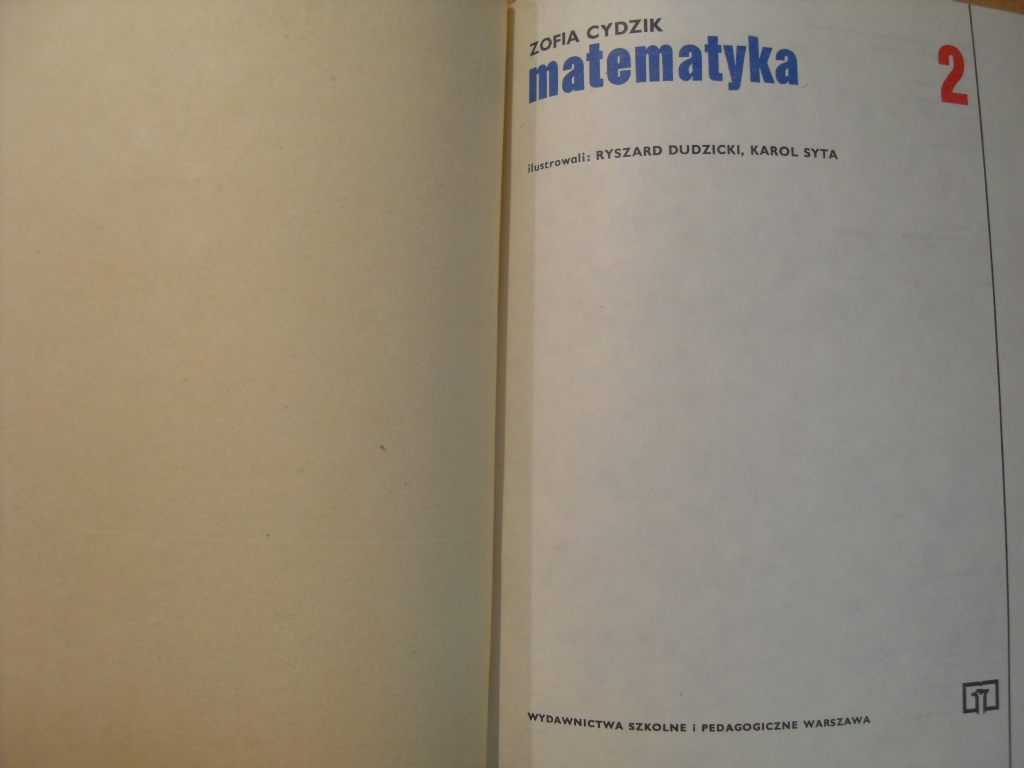 ZOFIA CYDZIK
matematyka 2
ilustrowali: RYSZARD DUDZICKI, KAROL SYTA
WYDAWNICTWA SZKOLNE i PEDAGOGICZNE WARSZAWA